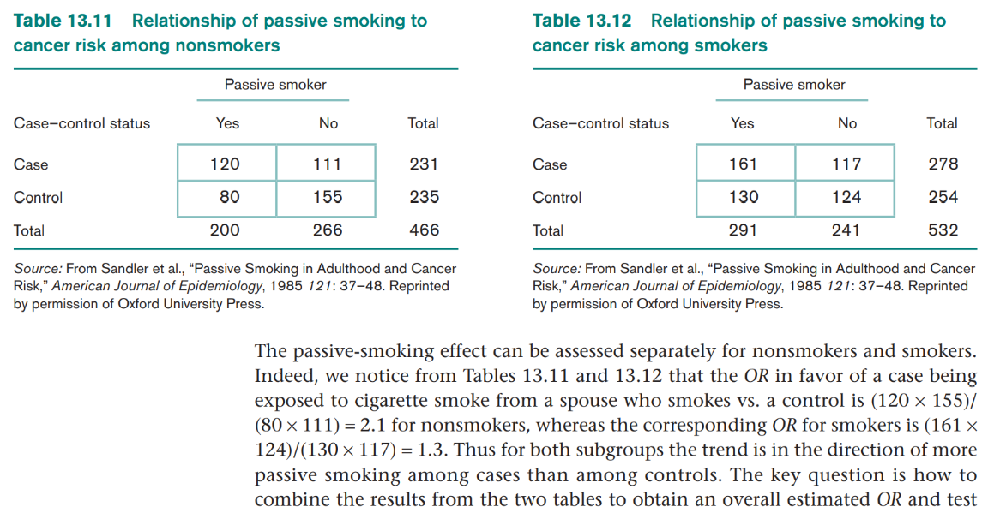 Table 13.11 Relationship of passive smoking to
cancer risk among nonsmokers
Passive smoker
Case–control status Yes No Total
Case 120 111 231
Control 80 155 235
Total 200 266 466
Source: From Sandler et al., “Passive Smoking in Adulthood and Cancer
Risk,” American Journal of Epidemiology, 1985 121: 37–48. Reprinted
by permission of Oxford University Press.
Table 13.12 Relationship of passive smoking to
cancer risk among smokers
Passive smoker
Case–control status Yes No Total
Case 161 117 278
Control 130 124 254
Total 291 241 532
Source: From Sandler et al., “Passive Smoking in Adulthood and Cancer
Risk,” American Journal of Epidemiology, 1985 121: 37–48. Reprinted
by permission of Oxford University Press.
The passive-smoking effect can be assessed separately for nonsmokers and smokers.
Indeed, we notice from Tables 13.11 and 13.12 that the OR in favor of a case being
exposed to cigarette smoke from a spouse who smokes vs. a control is (120 × 155)/
(80 × 111) = 2.1 for nonsmokers, whereas the corresponding OR for smokers is (161 ×
124)/(130 × 117) = 1.3. Thus for both subgroups the trend is in the direction of more
passive smoking among cases than among controls. The key question is how to
combine the results from the two tables to obtain an overall estimated OR and test